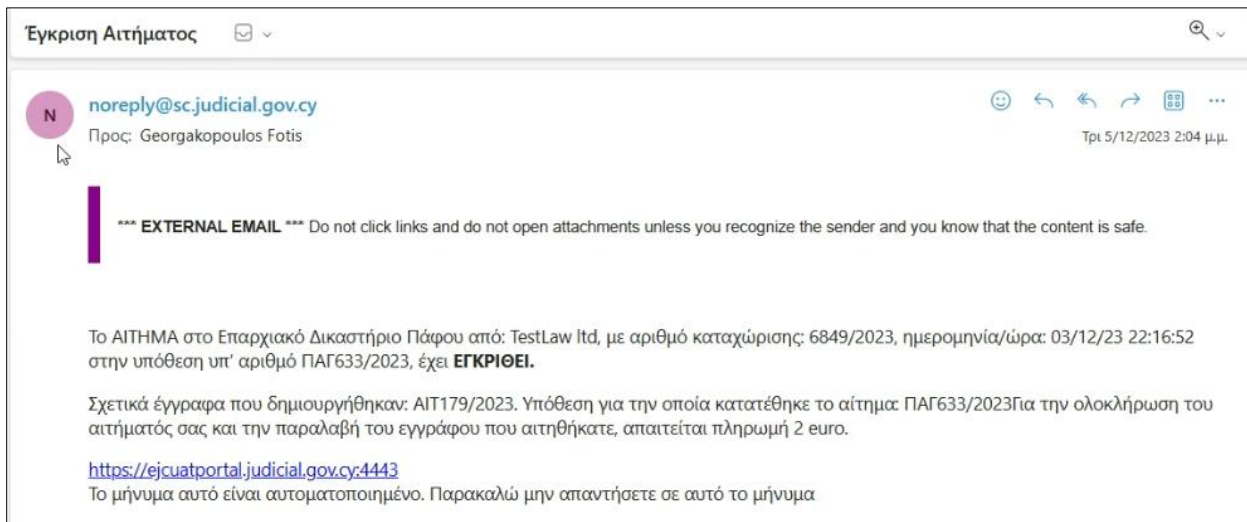 Έγκριση Αιτήματος
N
noreply@sc.judicial.gov.cy
Προς: Georgakopoulos Fotis
Τρι 5/12/2023 2:04 μ.μ.
*** EXTERNAL EMAIL *** Do not click links and do not open attachments unless you recognize the sender and you know that the content is safe.
Το ΑΙΤΗΜΑ στο Επαρχιακό Δικαστήριο Πάφου από: TestLaw ltd, με αριθμό καταχώρισης: 6849/2023, ημερομηνία/ώρα: 03/12/23 22:16:52
στην υπόθεση υπ’ αριθμό ΠΑΓ633/2023, έχει ΕΓΚΡΙΘΕΙ.
Σχετικά έγγραφα που δημιουργήθηκαν: ΑΙΤ179/2023. Υπόθεση για την οποία κατατέθηκε το αίτημα: ΠΑΓ633/2023Για την ολοκλήρωση του
αιτήματός σας και την παραλαβή του εγγράφου που αιτηθήκατε, απαιτείται πληρωμή 2 euro.
https://ejcuatportal.judicial.gov.cy:4443
Το μήνυμα αυτό είναι αυτοματοποιημένο. Παρακαλώ μην απαντήσετε σε αυτό το μήνυμα